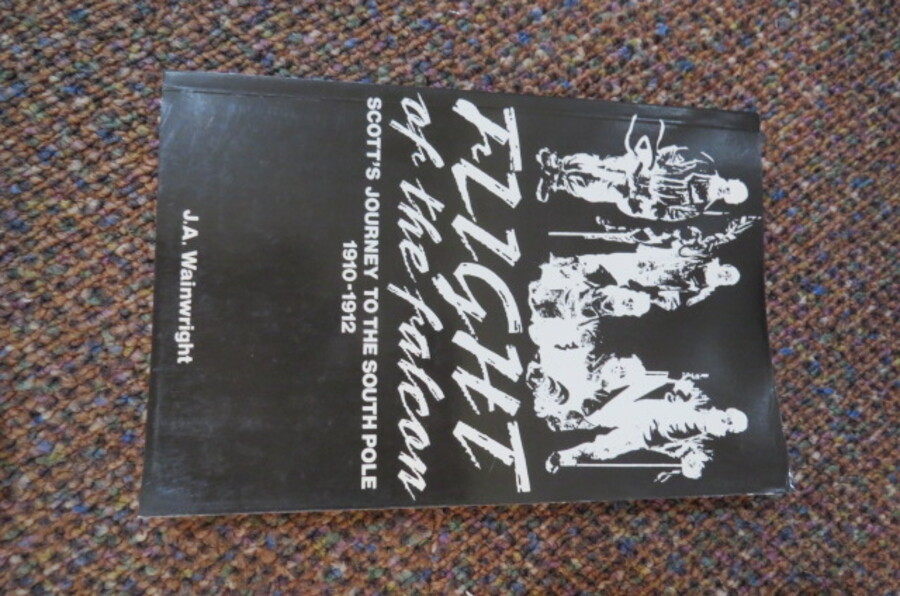 FLIGHT
of the falcon
SCOTT'S JOURNEY TO THE SOUTH POLE
1910-1912
J.A. Wainwright